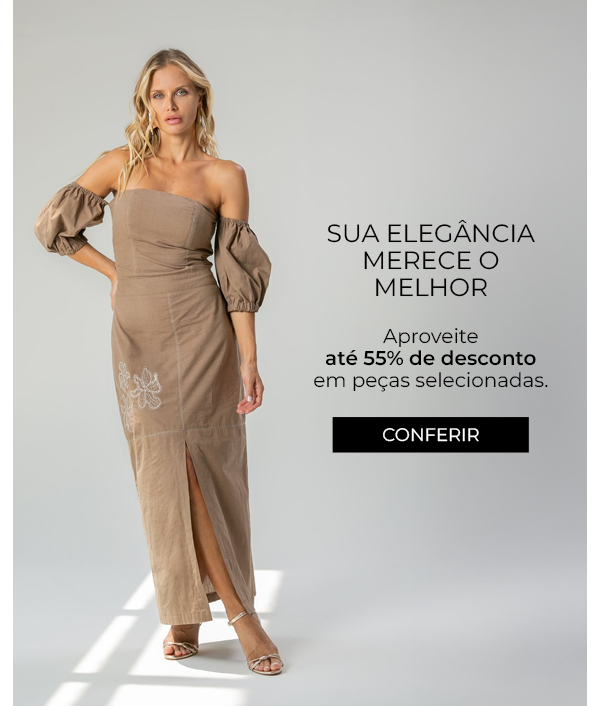 SUA ELEGÂNCIA
MERECE O
MELHOR
Aproveite
até 55% de desconto
em peças selecionadas.
CONFERIR